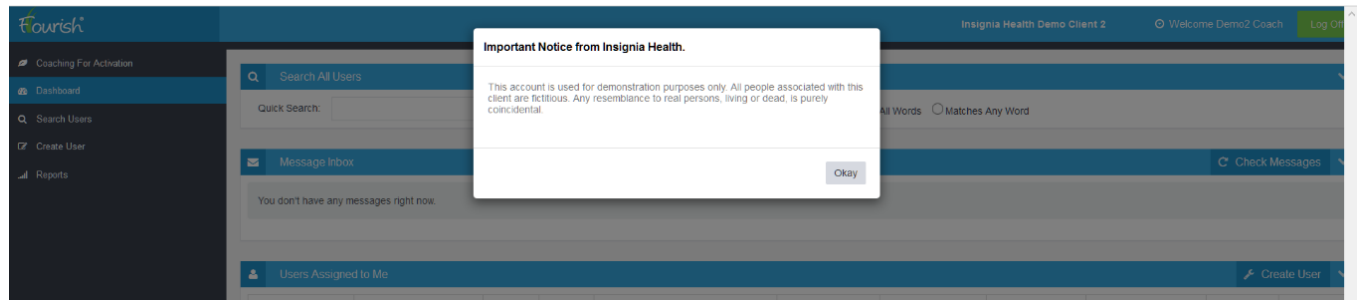 Flourish
Insignia Health Demo Client 2
Welcome Demo2 Coach
Log Off
Important Notice from Insignia Health.
This account is used for demonstration purposes only. All people associated with this
client are fictitious. Any resemblance to real persons, living or dead, is purely
coincidental.
Okay
Coaching For Activation
Dashboard
Search Users
Create User
Reports
Search All Users
Quick Search:
All Words
Matches Any Word
Message Inbox
Check Messages
You don't have any messages right now.
Users Assigned to Me
Create User